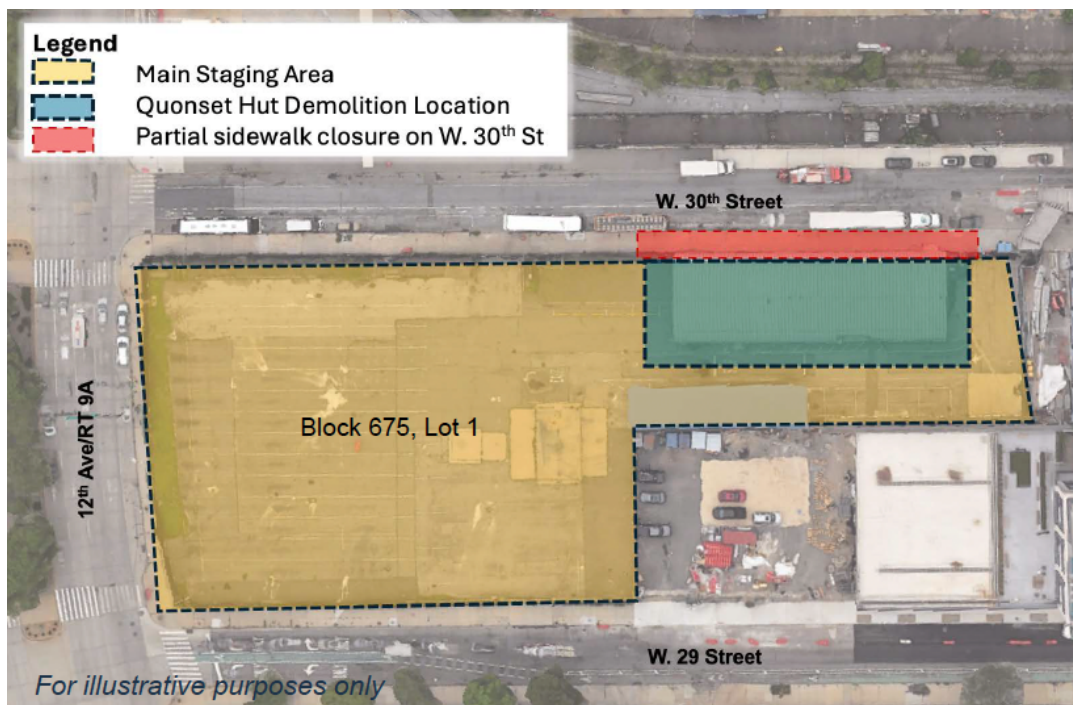 Legend
Main Staging Area
Quonset Hut Demolition Location
Partial sidewalk closure on W. 30th St
W. 30th Street
12th Ave/RT 9A
Block 675, Lot 1
W. 29 Street
For illustrative purposes only